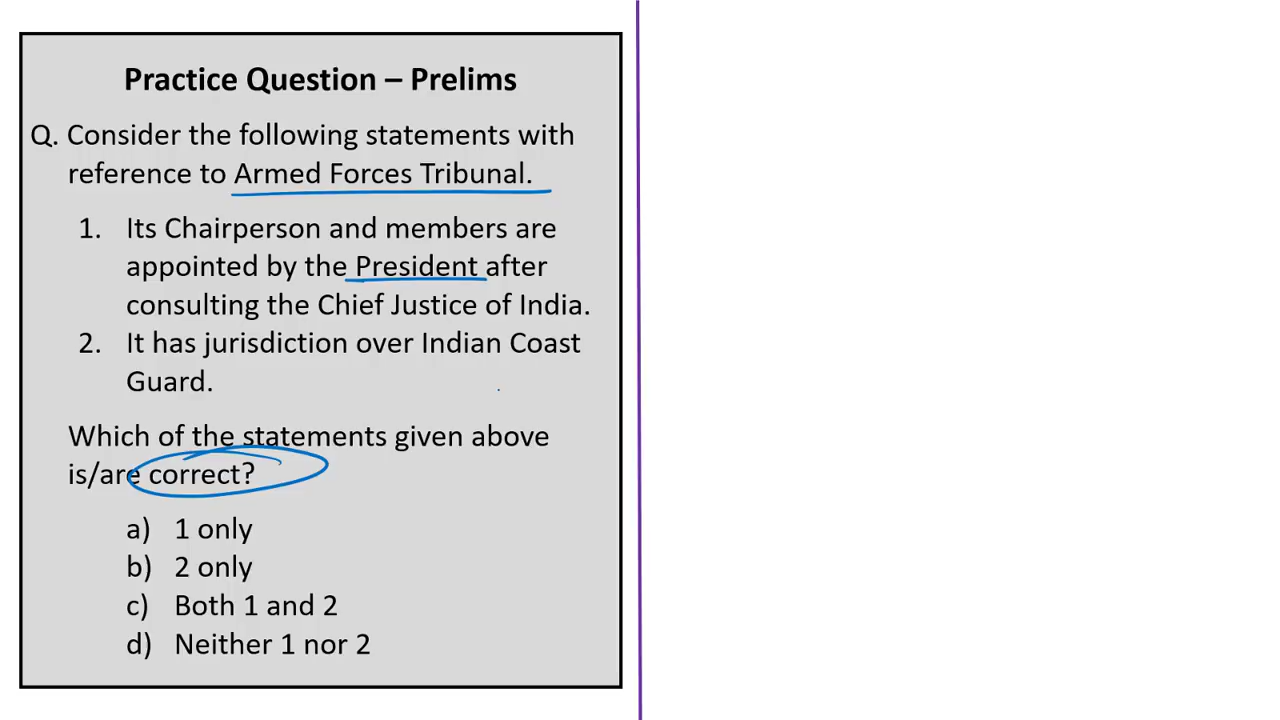 Practice Question – Prelims
Q. Consider the following statements with
reference to Armed Forces Tribunal.
1. Its Chairperson and members are
appointed by the President after
consulting the Chief Justice of India.
2. It has jurisdiction over Indian Coast
Guard.
Which of the statements given above
is/are correct?
a) 1 only
b) 2 only
c) Both 1 and 2
d) Neither 1 nor 2